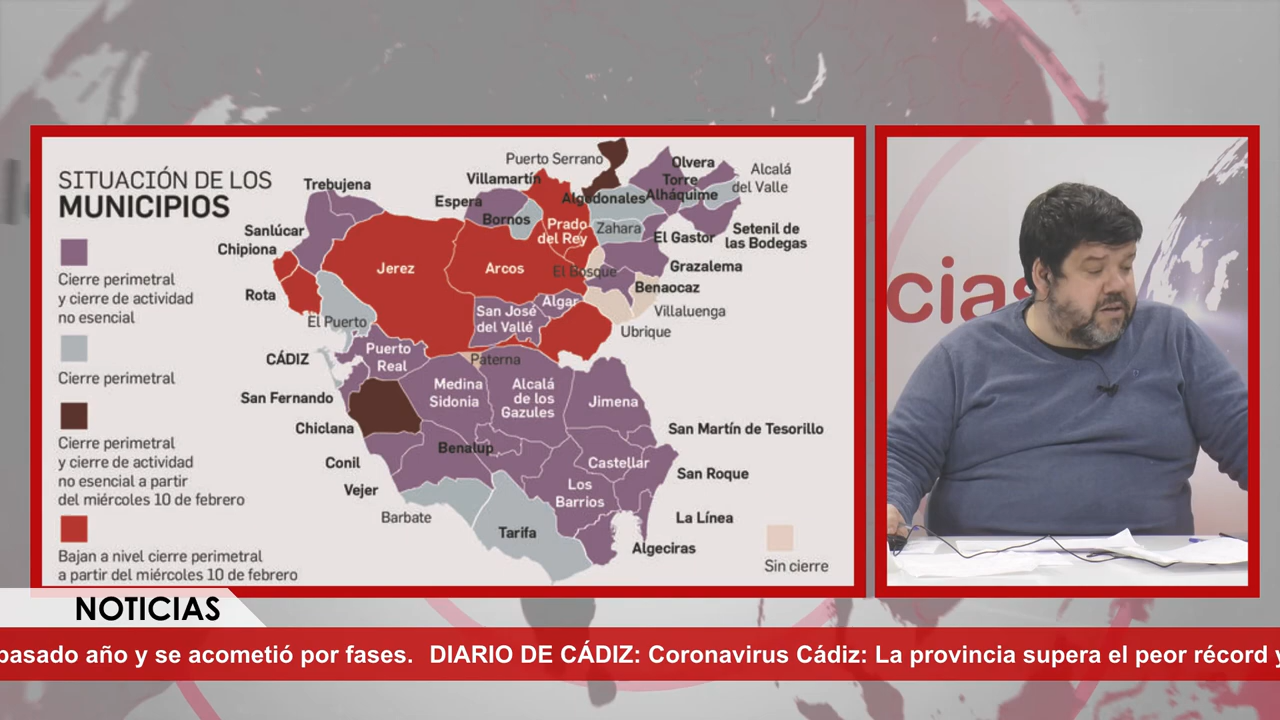 SITUACIÓN DE LOS
MUNICIPIOS
Cierre perimetral
y cierre de actividad
no esencial
Cierre perimetral
Cierre perimetral
y cierre de actividad
no esencial a partir
del miércoles 10 de febrero
Bajan a nivel cierre perimetral
a partir del miércoles 10 de febrero
Sin cierre
Puerto Serrano
Olvera
Alcalá
del Valle
Torre
Alháquime
Villamartín
Trebujena
Espera
Algodonales
Bornos
Prado
del Rey
Zahara
El Gastor
Setenil de
las Bodegas
Sanlúcar
Chipiona
Jerez
Arcos
El Bosque
Grazalema
Benaocaz
Rota
Algar
Villaluenga
El Puerto
San José
del Vallé
Ubrique
CÁDIZ
Puerto
Real
Paterna
San Fernando
Medina
Sidonia
Alcalá
de los
Gazules
Jimena
Chiclana
San Martín de Tesorillo
Benalup
Conil
Castellar
San Roque
Vejer
Los
Barrios
Barbate
Tarifa
La Línea
Algeciras
cias
NOTICIAS
pasado año y se acometió por fases. DIARIO DE CÁDIZ: Coronavirus Cádiz: La provincia supera el peor récord y